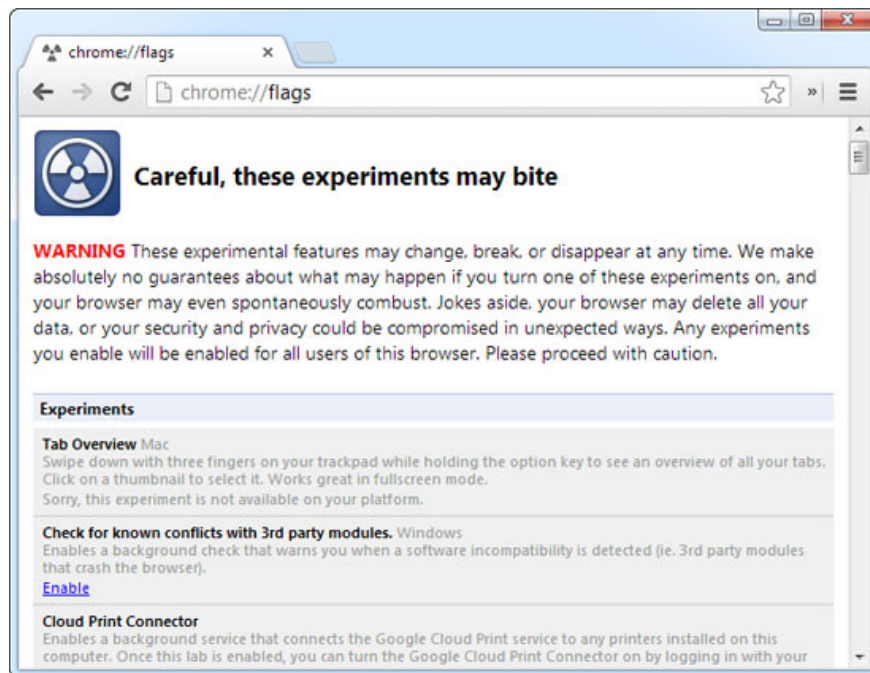 chrome://flags
chrome://flags
Careful, these experiments may bite
WARNING These experimental features may change, break, or disappear at any time. We make
absolutely no guarantees about what may happen if you turn one of these experiments on, and
your browser may even spontaneously combust. Jokes aside, your browser may delete all your
data, or your security and privacy could be compromised in unexpected ways. Any experiments
you enable will be enabled for all users of this browser. Please proceed with caution.
Experiments
Tab Overview Mac
Swipe down with three fingers on your trackpad while holding the option key to see an overview of all your tabs.
Click on a thumbnail to select it. Works great in fullscreen mode.
Sorry, this experiment is not available on your platform.
Check for known conflicts with 3rd party modules. Windows
Enables a background check that warns you when a software incompatibility is detected (ie. 3rd party modules
that crash the browser).
Enable
Cloud Print Connector
Enables a background service that connects the Google Cloud Print service to any printers installed on this
computer. Once this lab is enabled, you can turn the Google Cloud Print Connector on by logging in with your